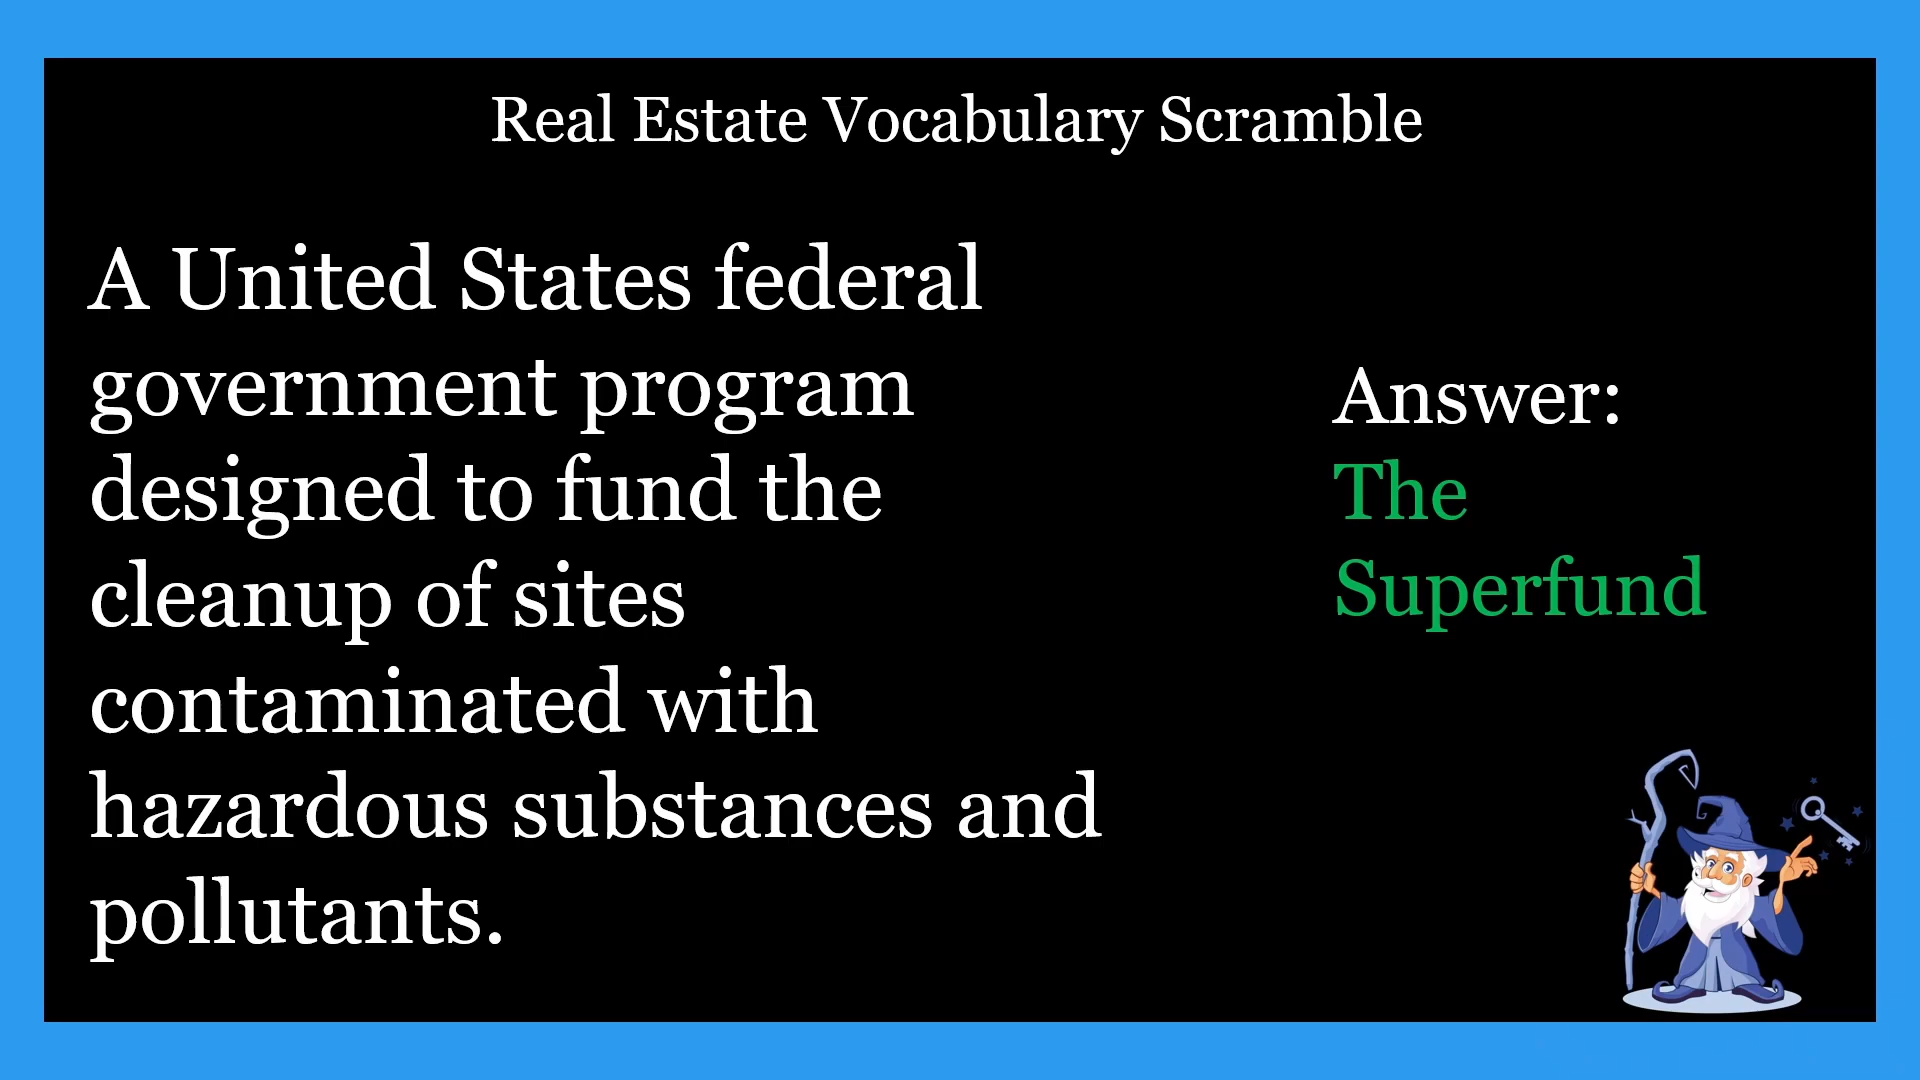 Real Estate Vocabulary Scramble
A United States federal
government program
designed to fund the
cleanup of sites
contaminated with
hazardous substances and
pollutants.
Answer:
The
Superfund